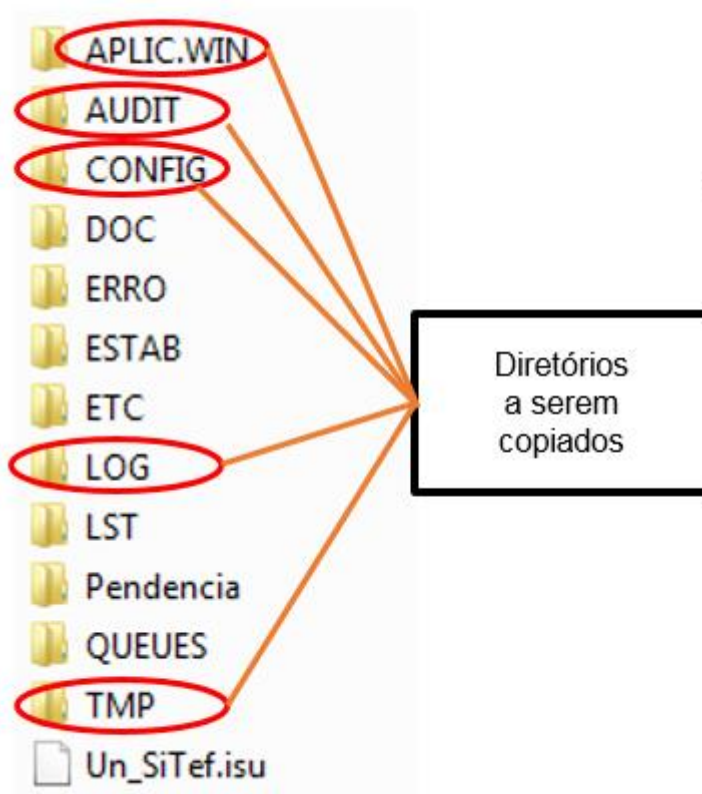 APLIC.WIN
AUDIT
CONFIG
DOC
ERRO
ESTAB
ETC
LOG
LST
Pendencia
QUEUES
TMP
Un_SiTef.isu
Diretórios
a serem
copiados